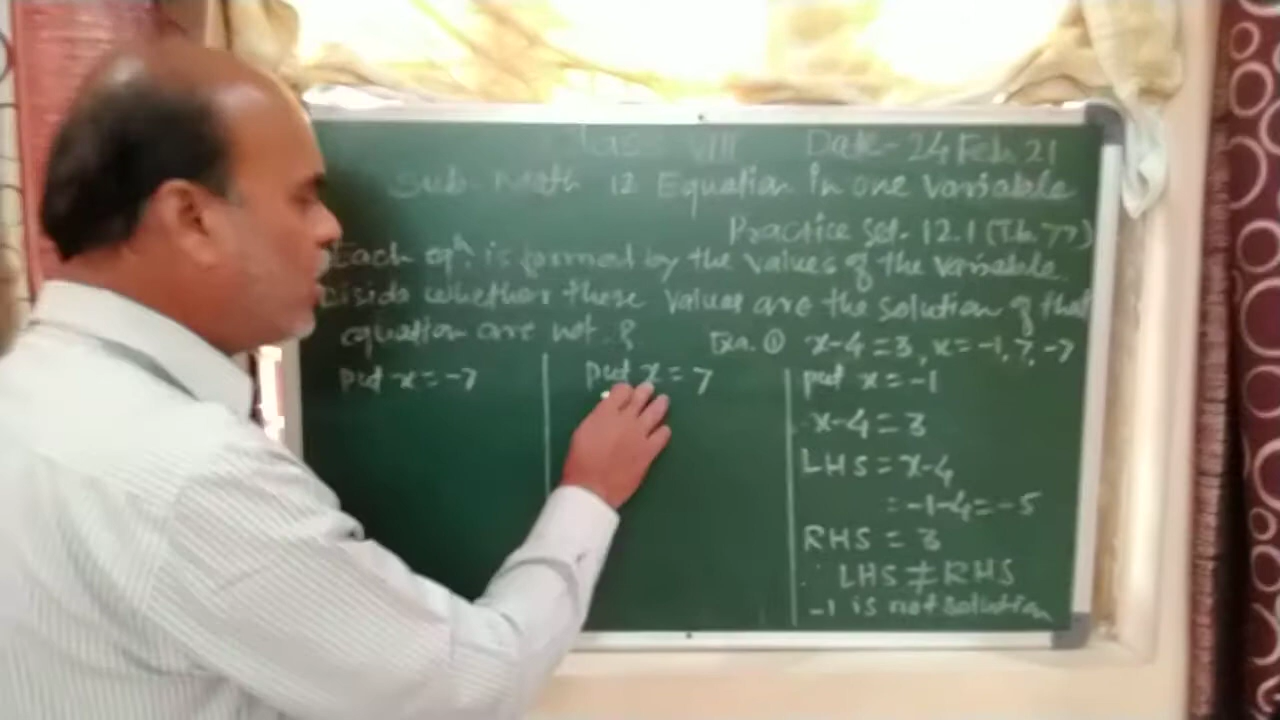 Class VIII Date- 24 Feb. 21
Sub- Math 12 Equation in one variable
Practice set. 12.1 (T.b. 77)
Each eqn. is formed by the values of the variable.
Diside whether these values are the solution of that
equation are not. ?
Exa. ① x-4=3, x=-1, 7, -7
put x=-7
put x=7
put x=-1
x-4=3
LHS=x-4
=-1-4=-5
RHS=3
∴ LHS≠RHS
-1 is not solution